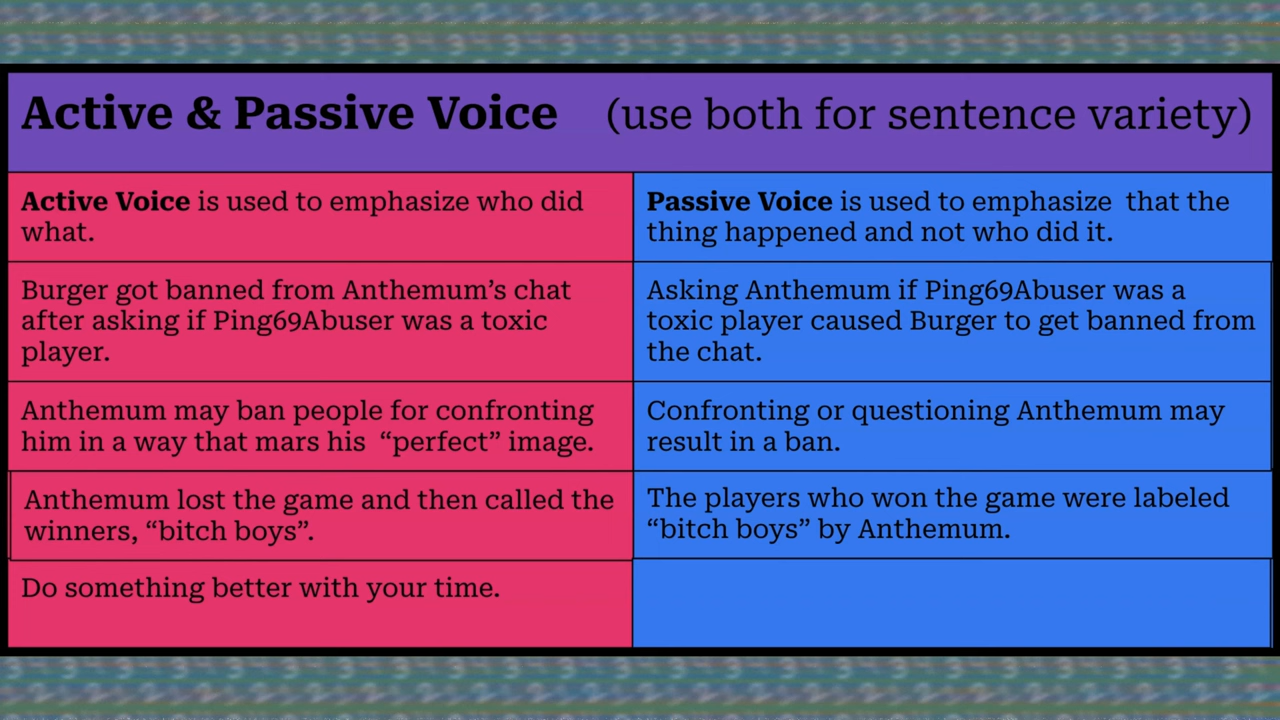 Active & Passive Voice (use both for sentence variety)
Active Voice is used to emphasize who did
what.
Passive Voice is used to emphasize  that the
thing happened and not who did it.
Burger got banned from Anthemum’s chat
after asking if Ping69Abuser was a toxic
player.
Asking Anthemum if Ping69Abuser was a
toxic player caused Burger to get banned from
the chat.
Anthemum may ban people for confronting
him in a way that mars his  “perfect” image.
Confronting or questioning Anthemum may
result in a ban.
Anthemum lost the game and then called the
winners, “bitch boys”.
The players who won the game were labeled
“bitch boys” by Anthemum.
Do something better with your time.